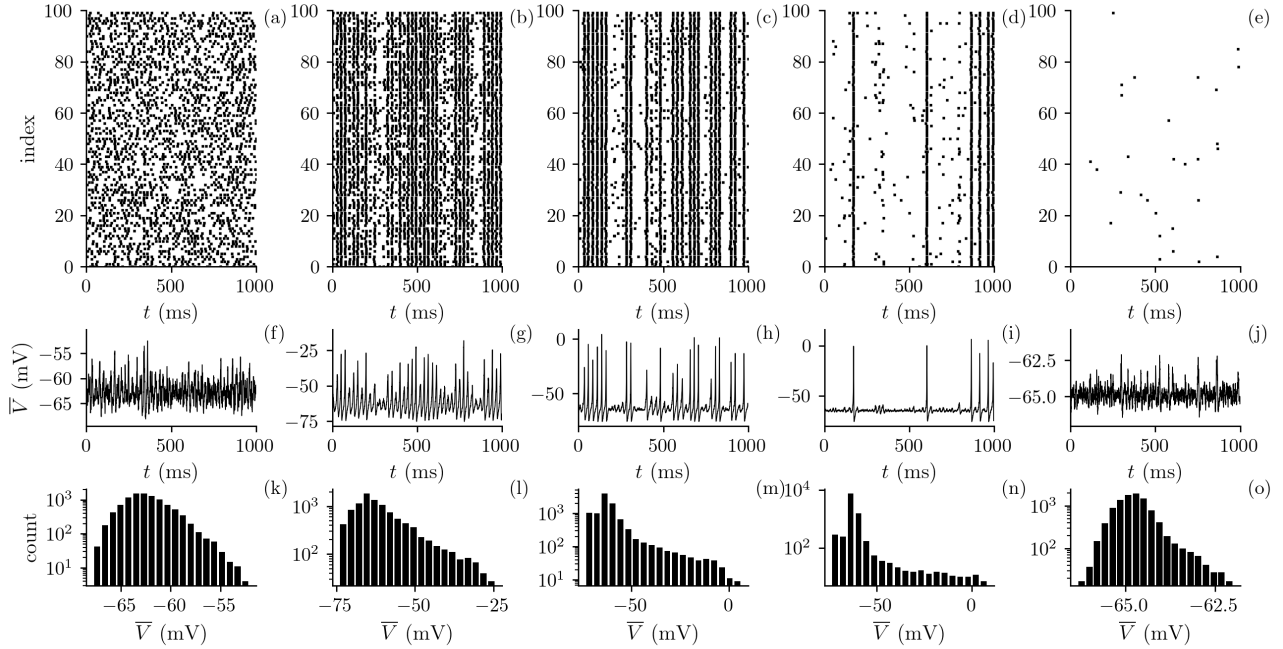 100 (a) 100 (b) 100 (c) 100 (d) 100 (e)
80 80 80 80 80
60 60 60 60 60
index
40 40 40 40 40
20 20 20 20 20
0 0 0 0 0
0 500 1000 0 500 1000 0 500 1000 0 500 1000 0 500 1000
t (ms) t (ms) t (ms) t (ms) t (ms)
(f) (g) (h) (i) (j)
V̅ (mV)
−55 −25 0 0 −62.5
−60 −50 −50 −50 −65.0
−65 −75
0 500 1000 0 500 1000 0 500 1000 0 500 1000 0 500 1000
t (ms) t (ms) t (ms) t (ms) t (ms)
(k) (l) (m) (n) (o)
count
10³ 10³ 10³ 10⁴ 10³
10² 10² 10² 10² 10²
10¹ 10¹
−65 −60 −55 −75 −50 −25 −50 0 −50 0 −65.0 −62.5
V̅ (mV) V̅ (mV) V̅ (mV) V̅ (mV) V̅ (mV)